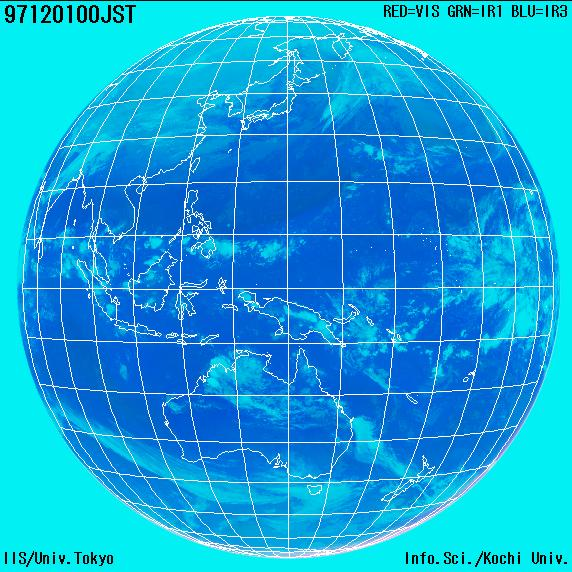 97120100JST
RED=VIS GRN=IR1 BLU=IR3
IIS/Univ.Tokyo
Info.Sci./Kochi Univ.